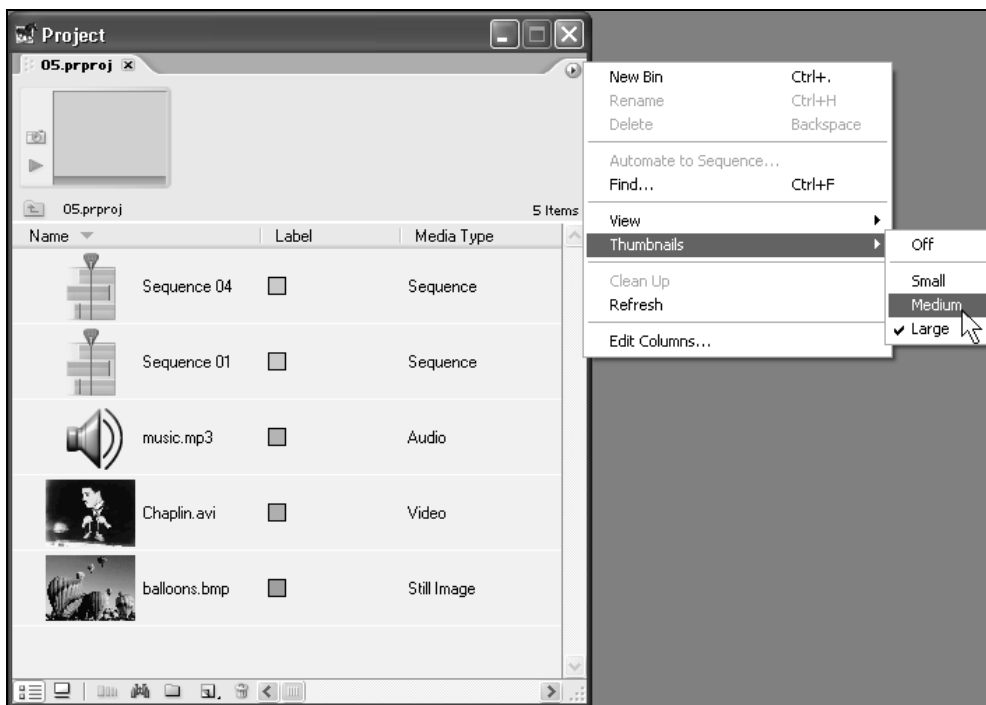 Project
05.prproj
05.prproj
5 Items
Name Label Media Type
Sequence 04 Sequence
Sequence 01 Sequence
music.mp3 Audio
Chaplin.avi Video
balloons.bmp Still Image
New Bin Ctrl+.
Rename Ctrl+H
Delete Backspace
Automate to Sequence...
Find... Ctrl+F
View
Thumbnails
Clean Up
Refresh
Edit Columns...
Off
Small
Medium
Large